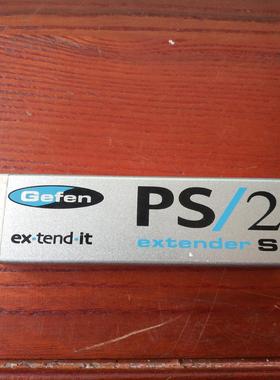 Gefen
ex·tend·it
PS/2
extender S